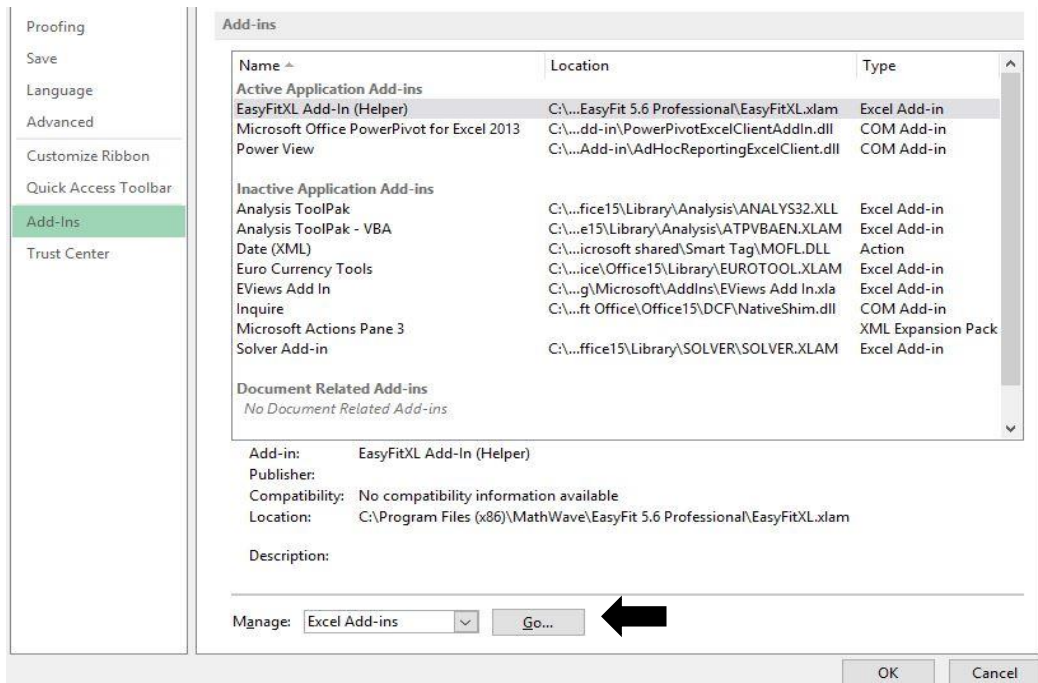 Proofing
Save
Language
Advanced
Customize Ribbon
Quick Access Toolbar
Add-Ins
Trust Center
Add-ins
Name Location Type
Active Application Add-ins
EasyFitXL Add-In (Helper) C:\...EasyFit 5.6 Professional\EasyFitXL.xlam Excel Add-in
Microsoft Office PowerPivot for Excel 2013 C:\...dd-in\PowerPivotExcelClientAddIn.dll COM Add-in
Power View C:\...Add-in\AdHocReportingExcelClient.dll COM Add-in
Inactive Application Add-ins
Analysis ToolPak C:\...fice15\Library\Analysis\ANALYS32.XLL Excel Add-in
Analysis ToolPak - VBA C:\...e15\Library\Analysis\ATPVBAEN.XLAM Excel Add-in
Date (XML) C:\...icrosoft shared\Smart Tag\MOFL.DLL Action
Euro Currency Tools C:\...ice\Office15\Library\EUROTOOL.XLAM Excel Add-in
EViews Add In C:\...g\Microsoft\AddIns\EViews Add In.xla Excel Add-in
Inquire C:\...ft Office\Office15\DCF\NativeShim.dll COM Add-in
Microsoft Actions Pane 3 XML Expansion Pack
Solver Add-in C:\...ffice15\Library\SOLVER\SOLVER.XLAM Excel Add-in
Document Related Add-ins
No Document Related Add-ins
Add-in: EasyFitXL Add-In (Helper)
Publisher:
Compatibility: No compatibility information available
Location: C:\Program Files (x86)\MathWave\EasyFit 5.6 Professional\EasyFitXL.xlam
Description:
Manage: Excel Add-ins Go...
OK Cancel